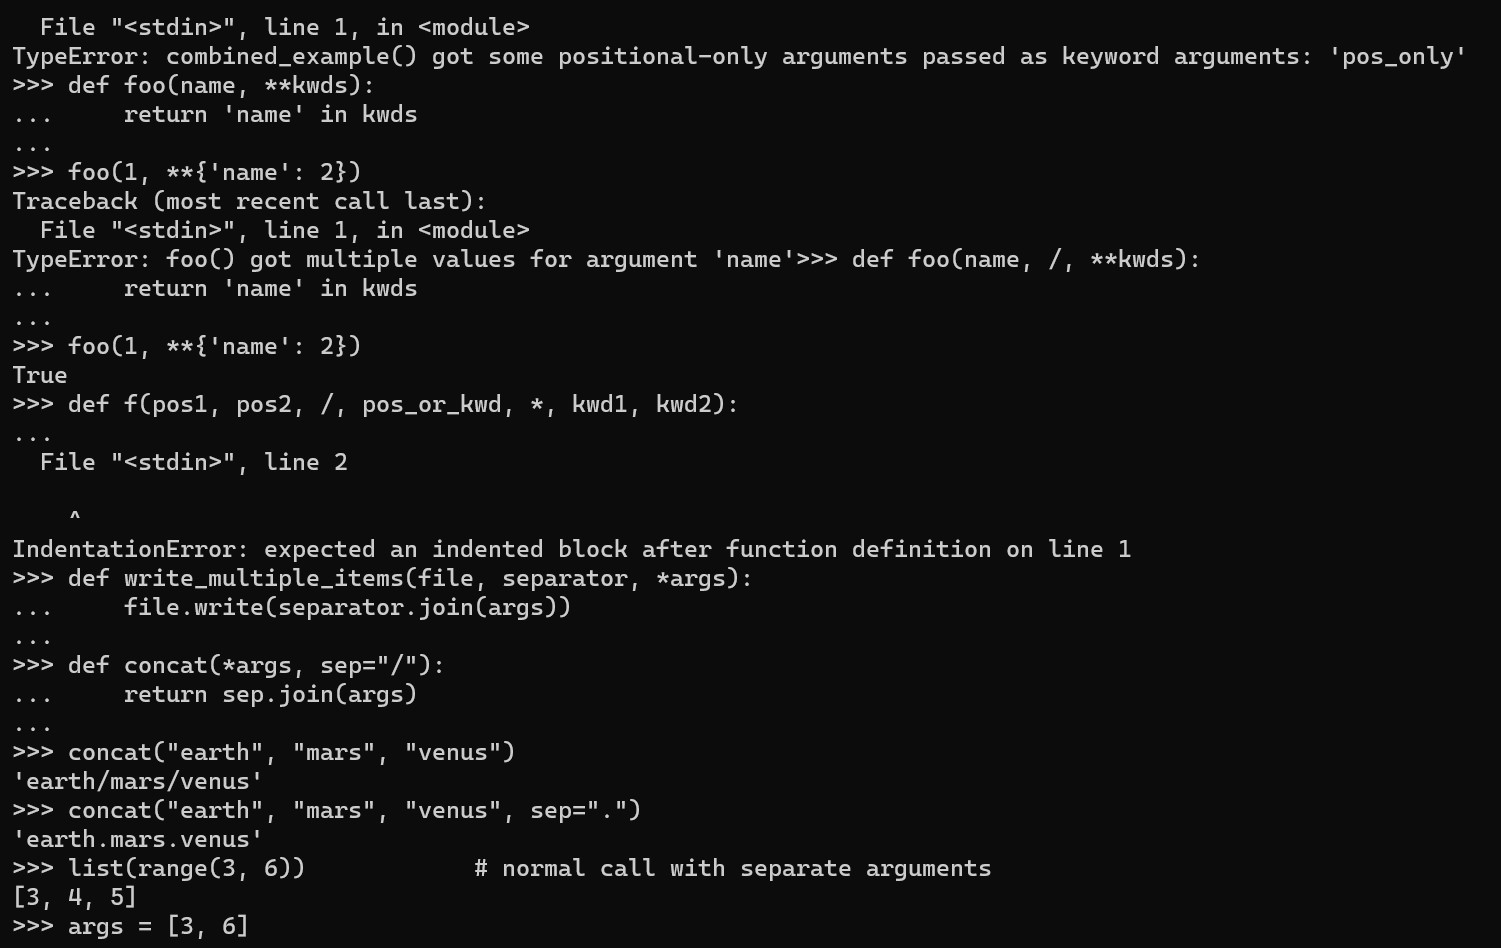 File "<stdin>", line 1, in <module>
TypeError: combined_example() got some positional-only arguments passed as keyword arguments: 'pos_only'
>>> def foo(name, **kwds):
...     return 'name' in kwds
...
>>> foo(1, **{'name': 2})
Traceback (most recent call last):
  File "<stdin>", line 1, in <module>
TypeError: foo() got multiple values for argument 'name'>>> def foo(name, /, **kwds):
...     return 'name' in kwds
...
>>> foo(1, **{'name': 2})
True
>>> def f(pos1, pos2, /, pos_or_kwd, *, kwd1, kwd2):
...
  File "<stdin>", line 2

    ^
IndentationError: expected an indented block after function definition on line 1
>>> def write_multiple_items(file, separator, *args):
...     file.write(separator.join(args))
...
>>> def concat(*args, sep="/"):
...     return sep.join(args)
...
>>> concat("earth", "mars", "venus")
'earth/mars/venus'
>>> concat("earth", "mars", "venus", sep=".")
'earth.mars.venus'
>>> list(range(3, 6))            # normal call with separate arguments
[3, 4, 5]
>>> args = [3, 6]